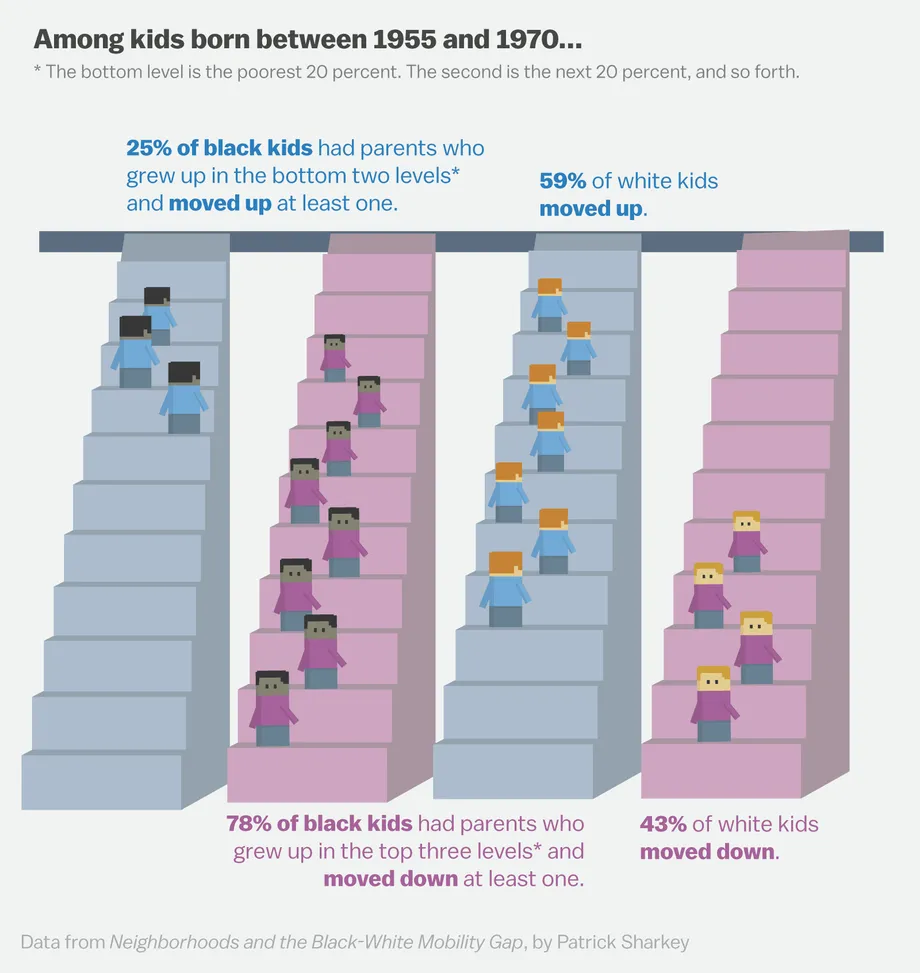 Among kids born between 1955 and 1970...
* The bottom level is the poorest 20 percent. The second is the next 20 percent, and so forth.
25% of black kids had parents who
grew up in the bottom two levels*
and moved up at least one.
59% of white kids
moved up.
78% of black kids had parents who
grew up in the top three levels* and
moved down at least one.
43% of white kids
moved down.
Data from Neighborhoods and the Black-White Mobility Gap, by Patrick Sharkey